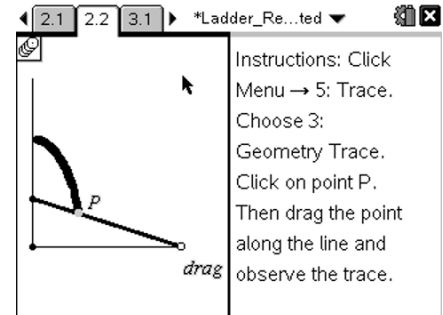 2.1 2.2 3.1 *Ladder_Re...ted
Instructions: Click
Menu → 5: Trace.
Choose 3:
Geometry Trace.
Click on point P.
Then drag the point
along the line and
observe the trace.
P
drag